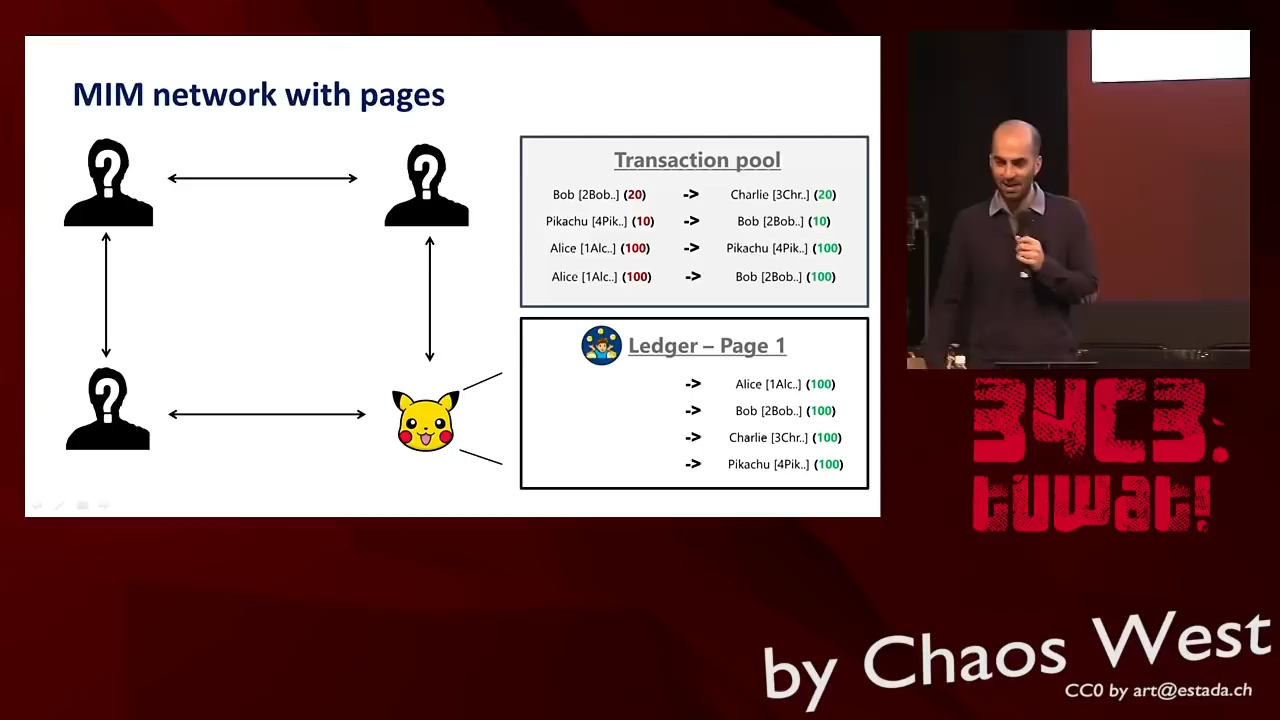 MIM network with pages
Transaction pool
Bob [2Bob..] (20) -> Charlie [3Chr..] (20)
Pikachu [4Pik..] (10) -> Bob [2Bob..] (10)
Alice [1Alc..] (100) -> Pikachu [4Pik..] (100)
Alice [1Alc..] (100) -> Bob [2Bob..] (100)
Ledger – Page 1
-> Alice [1Alc..] (100)
-> Bob [2Bob..] (100)
-> Charlie [3Chr..] (100)
-> Pikachu [4Pik..] (100)
?
?
?
34C3:
tuwat!
by Chaos West
CC0 by art@estada.ch